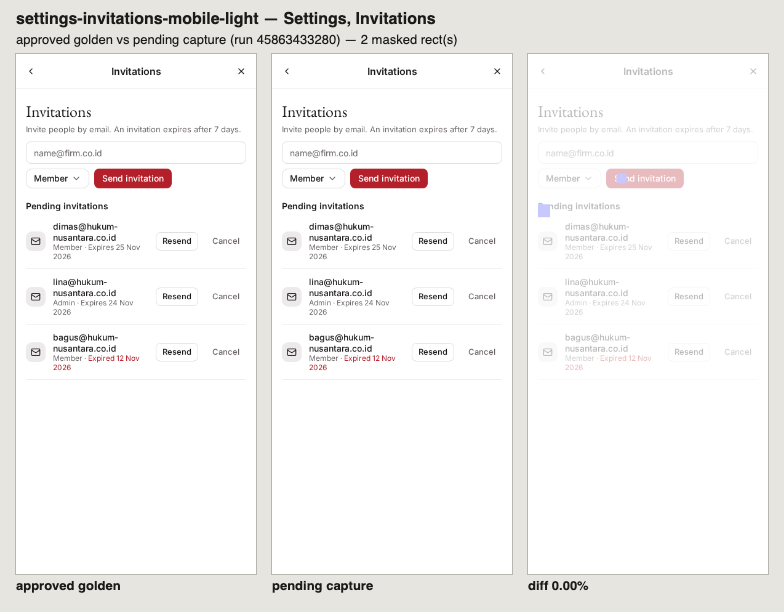 settings-invitations-mobile-light — Settings, Invitations
approved golden vs pending capture (run 45863433280) — 2 masked rect(s)
Invitations
Invitations
Invite people by email. An invitation expires after 7 days.
name@firm.co.id
Member
Send invitation
Pending invitations
dimas@hukum-
nusantara.co.id
Member · Expires 25 Nov
2026
Resend
Cancel
lina@hukum-
nusantara.co.id
Admin · Expires 24 Nov
2026
Resend
Cancel
bagus@hukum-
nusantara.co.id
Member · Expired 12 Nov
2026
Resend
Cancel
approved golden
Invitations
Invitations
Invite people by email. An invitation expires after 7 days.
name@firm.co.id
Member
Send invitation
Pending invitations
dimas@hukum-
nusantara.co.id
Member · Expires 25 Nov
2026
Resend
Cancel
lina@hukum-
nusantara.co.id
Admin · Expires 24 Nov
2026
Resend
Cancel
bagus@hukum-
nusantara.co.id
Member · Expired 12 Nov
2026
Resend
Cancel
pending capture
Invitations
Invitations
Invite people by email. An invitation expires after 7 days.
name@firm.co.id
Member
invitation
invitations
dimas@hukum-
nusantara.co.id
Member · Expires 25 Nov
2026
Resend
Cancel
lina@hukum-
nusantara.co.id
Admin · Expires 24 Nov
2026
Resend
Cancel
bagus@hukum-
nusantara.co.id
Member · Expired 12 Nov
2026
Resend
Cancel
diff 0.00%